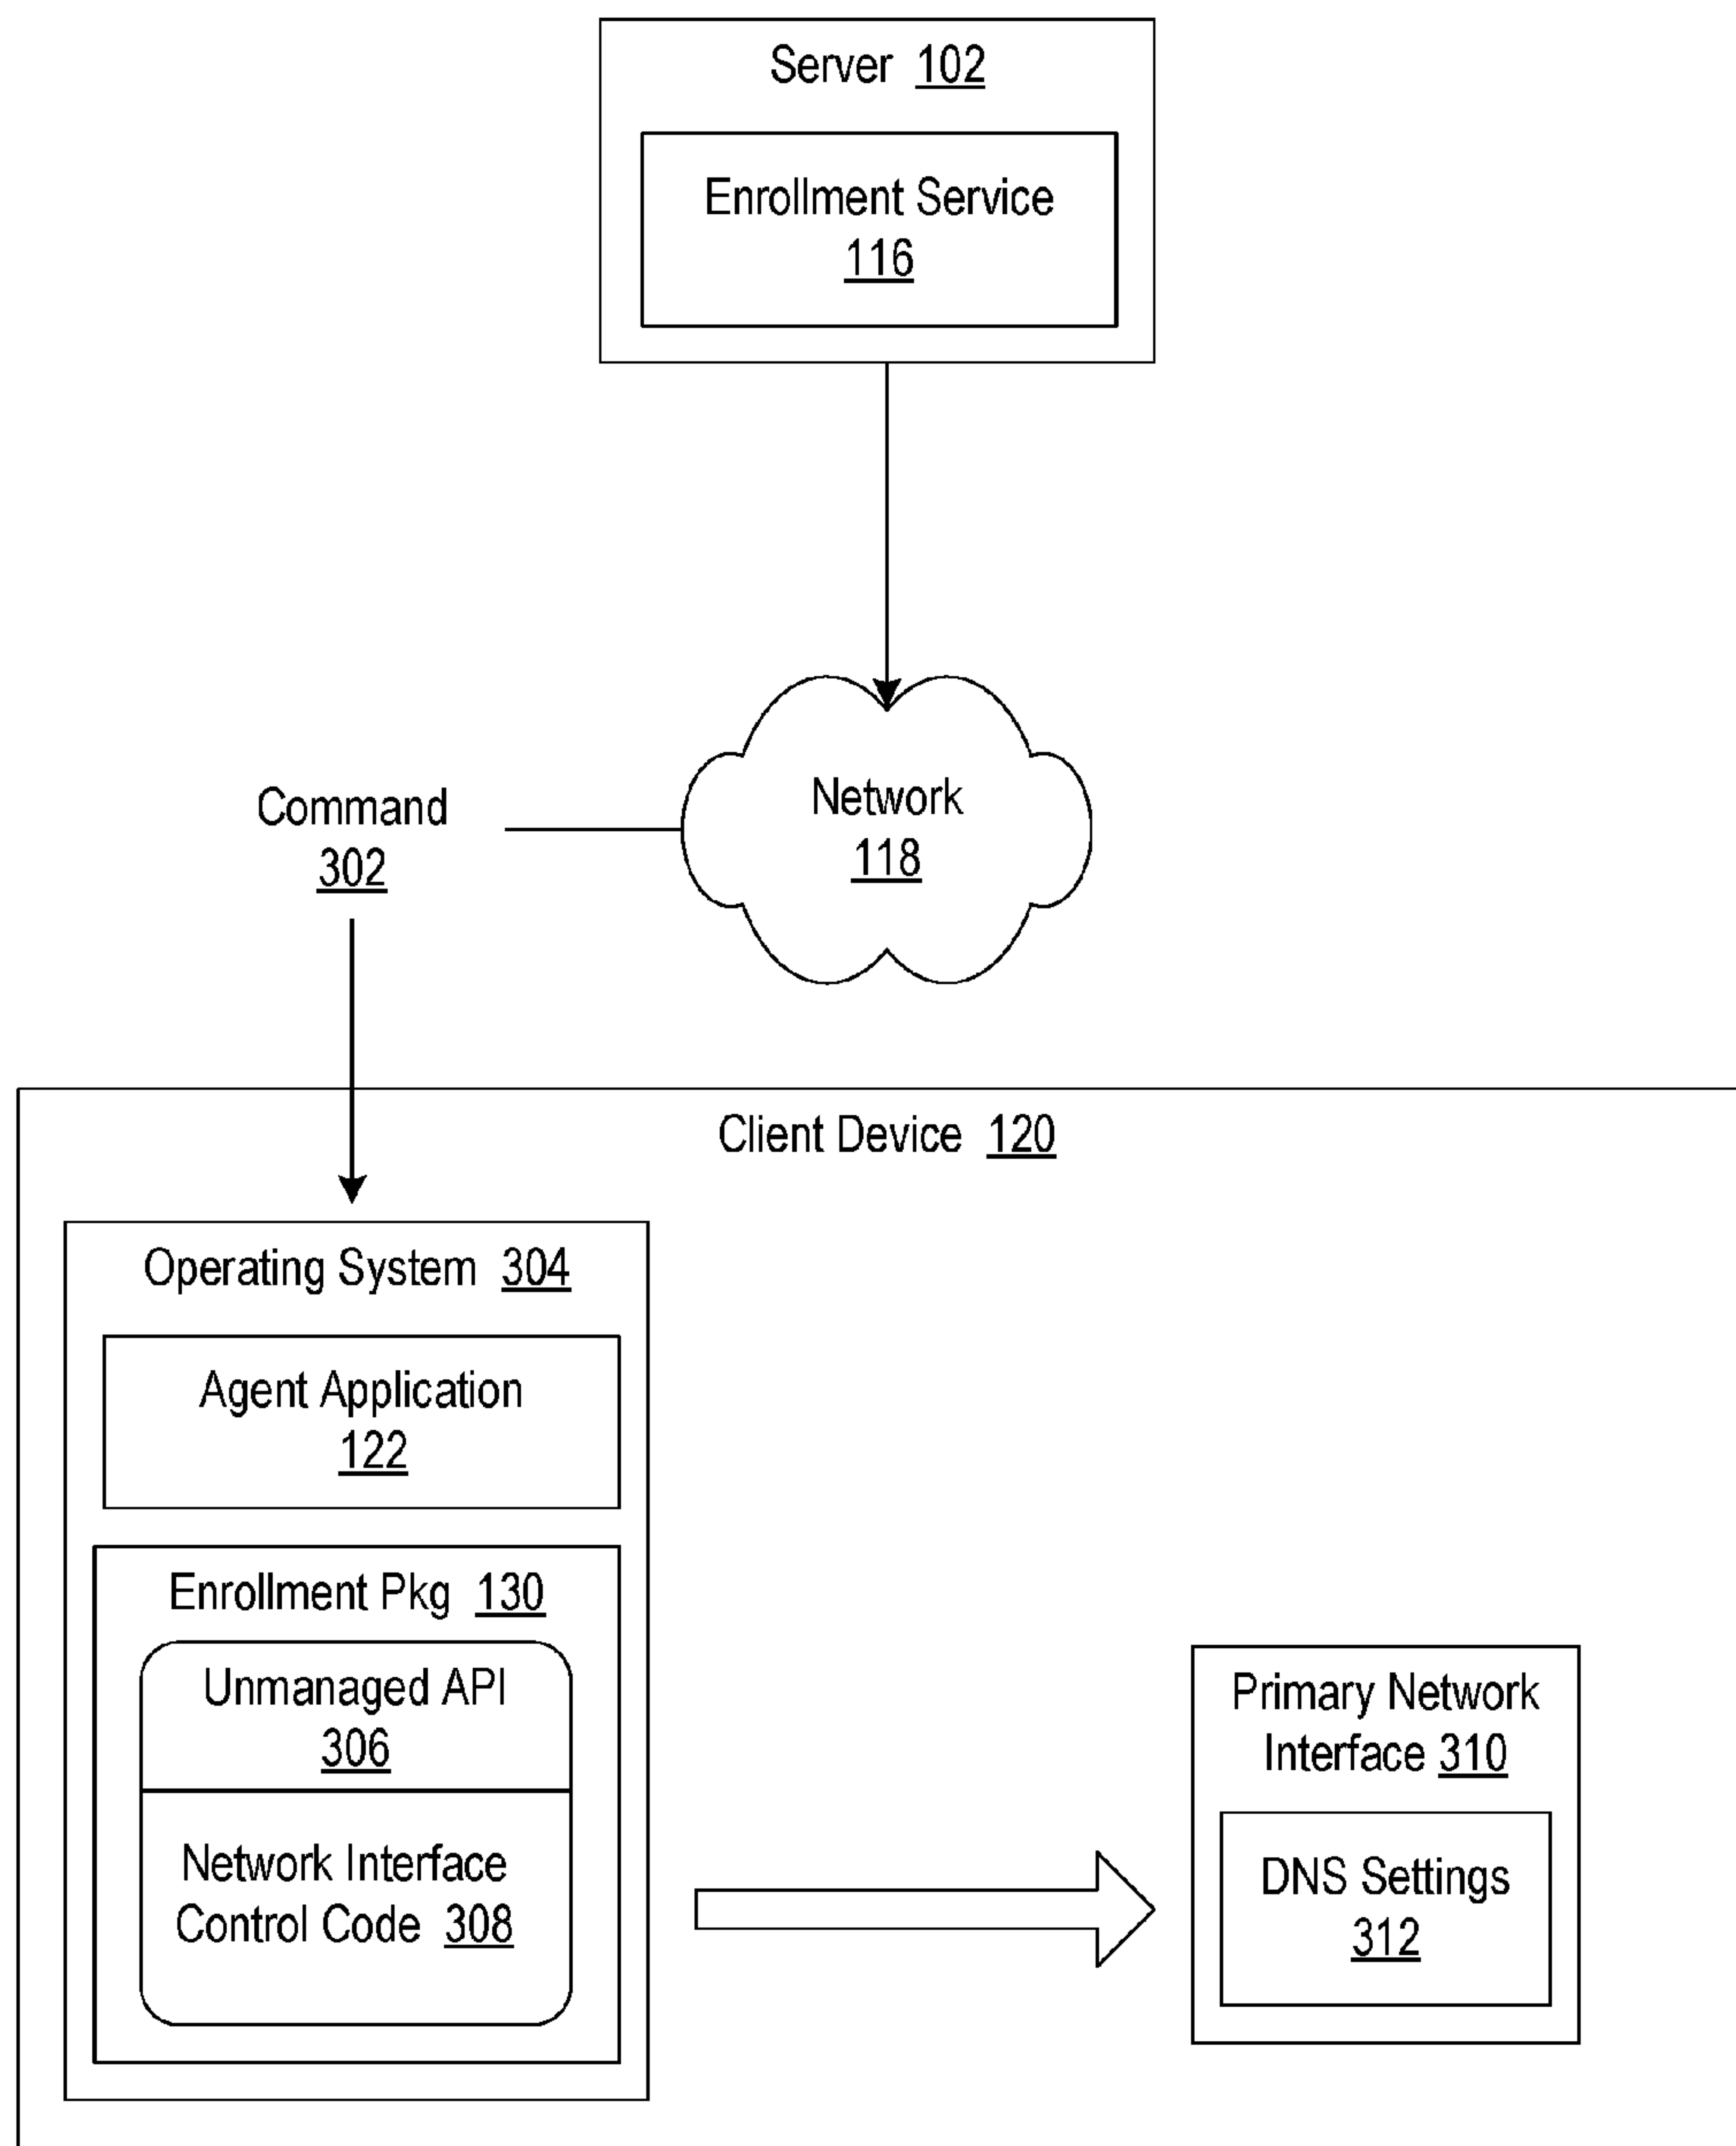 Server 102
Enrollment Service
116
Network
118
Command
302
Client Device 120
Operating System 304
Agent Application
122
Enrollment Pkg 130
Unmanaged API
306
Network Interface
Control Code 308
Primary Network
Interface 310
DNS Settings
312